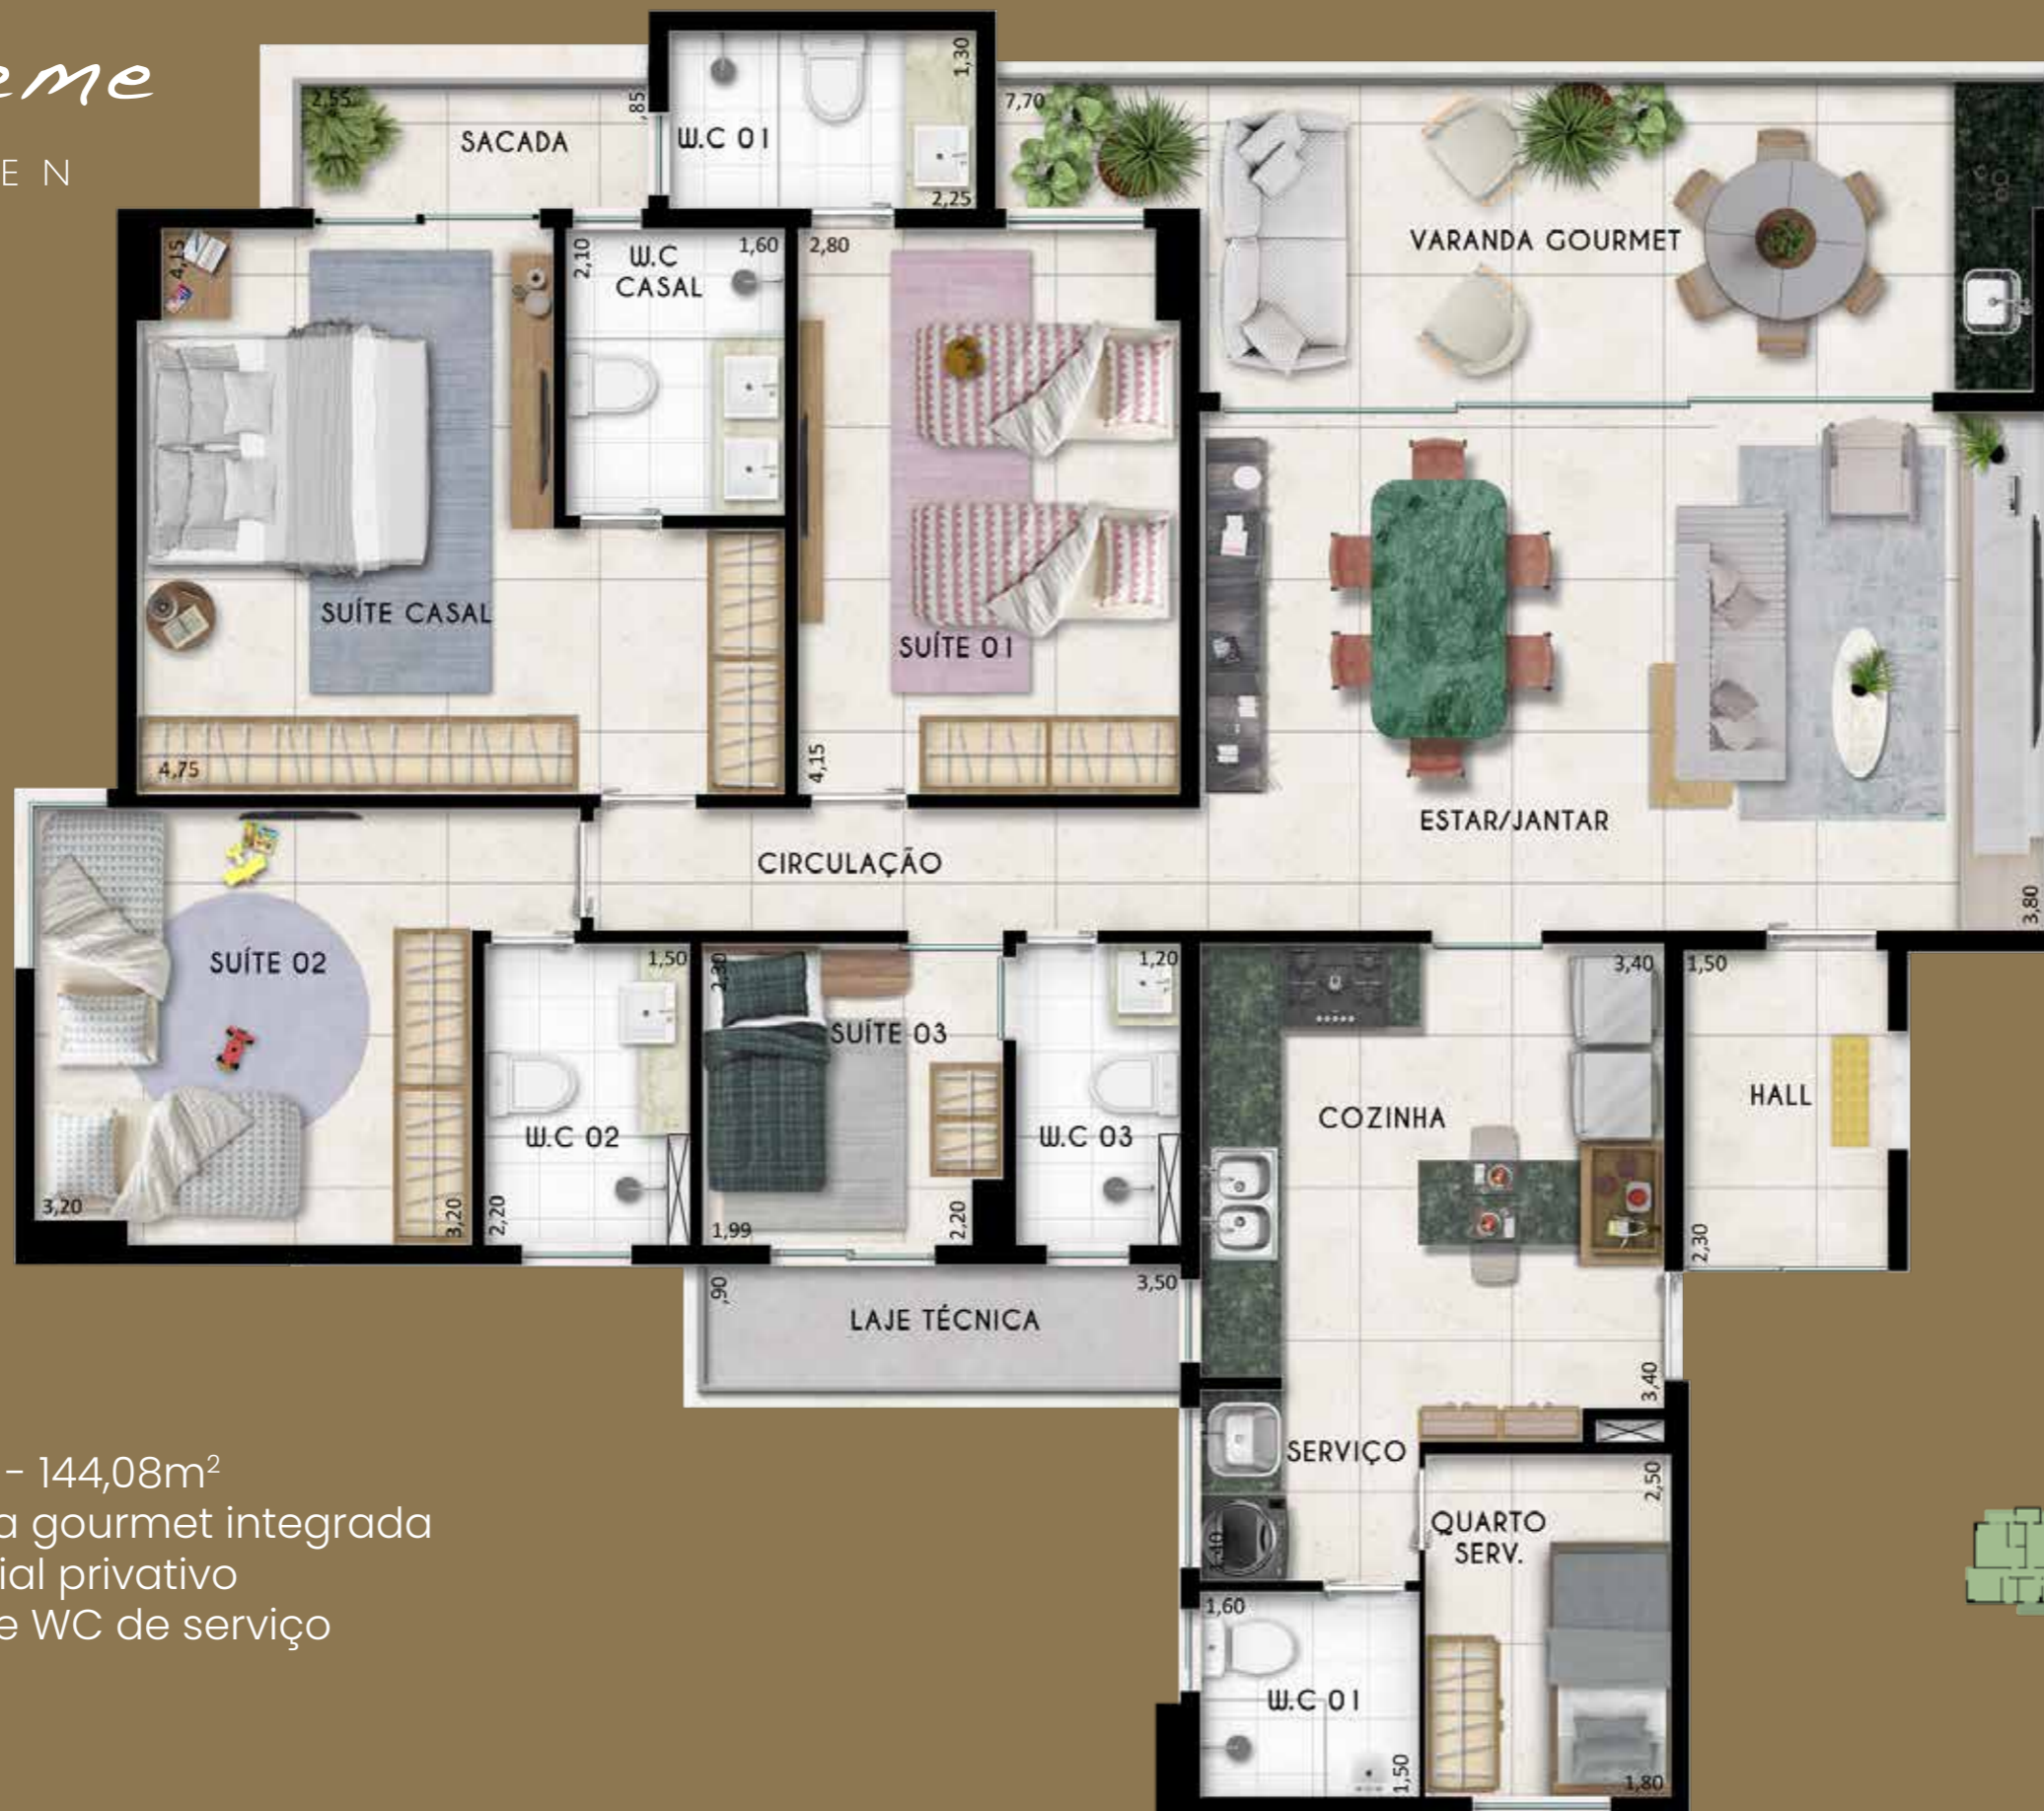 eme
E N
2,55
,85
SACADA
W.C 01
1,30
2,25
7,70
VARANDA GOURMET
4,15
2,10
W.C
CASAL
1,60
2,80
SUÍTE CASAL
SUÍTE 01
4,75
4,15
ESTAR/JANTAR
CIRCULAÇÃO
3,80
SUÍTE 02
1,50
2,30
SUÍTE 03
1,20
3,40
1,50
COZINHA
HALL
W.C 02
W.C 03
3,20
3,20
2,20
1,99
2,20
2,30
,90
3,50
LAJE TÉCNICA
3,40
SERVIÇO
2,50
QUARTO
SERV.
1,60
W.C 01
1,50
1,80
- 144,08m²
a gourmet integrada
ial privativo
e WC de serviço